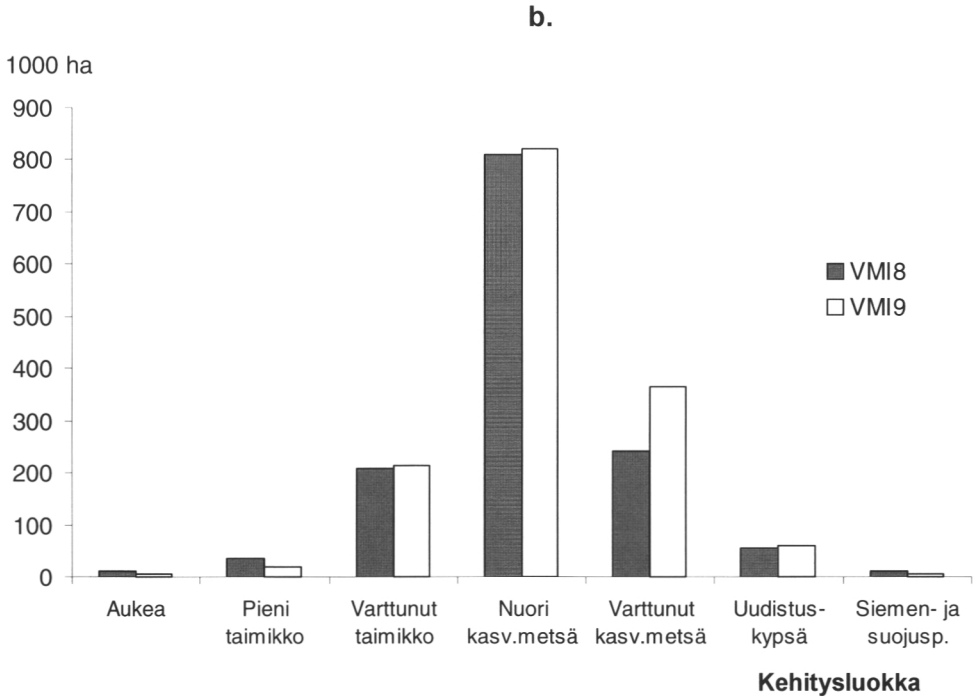 b.
1000 ha
900
800
700
600
500
400
300
200
100
0
VMI8
VMI9
Aukea
Pieni
taimikko
Varttunut
taimikko
Nuori
kasv.metsä
Varttunut
kasv.metsä
Uudistus-
kypsä
Siemen- ja
suojusp.
Kehitysluokka